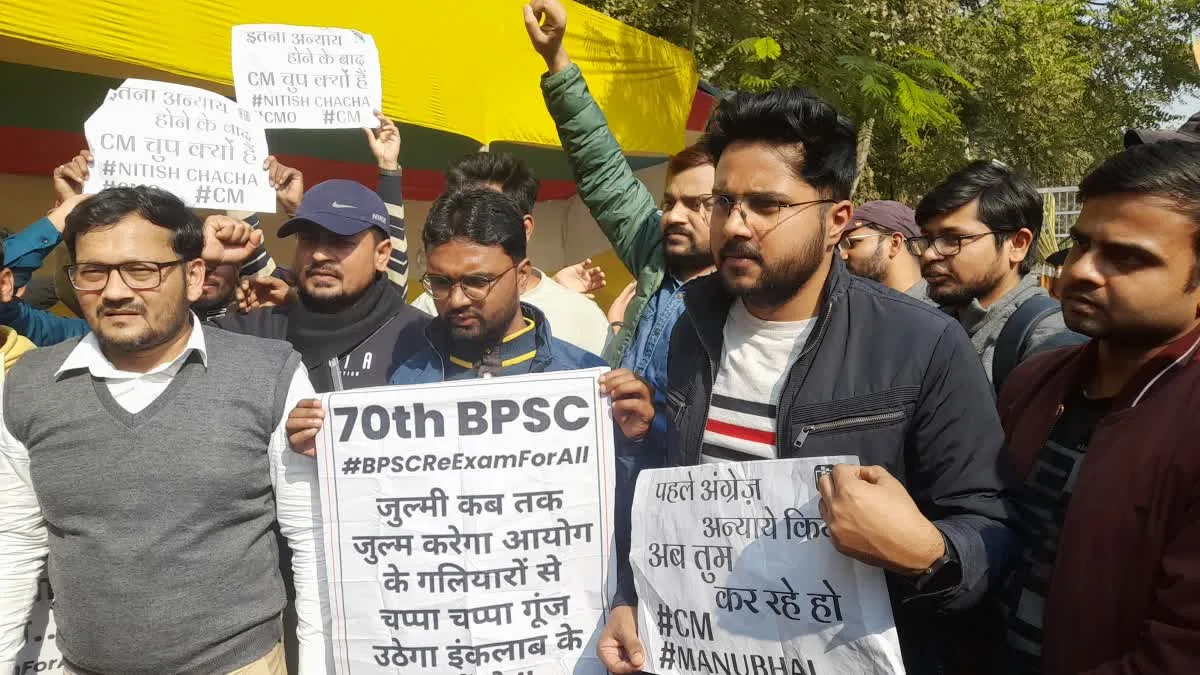 इतना अन्याय
होने के बाद
CM चुप क्यों हैं
#NITISH CHACHA
#CM
इतना अन्याय
होने के बाद
CM चुप क्यों हैं
#NITISH CHACHA
#CM
70th BPSC
#BPSCReExamForAll
जुल्मी कब तक
जुल्म करेगा आयोग
के गलियारों से
चप्पा चप्पा गूंज
उठेगा इंकलाब के
पहले अंग्रेज़
अन्याये
अब तुम
कर रहे हो
#CM
#MANUBHAI